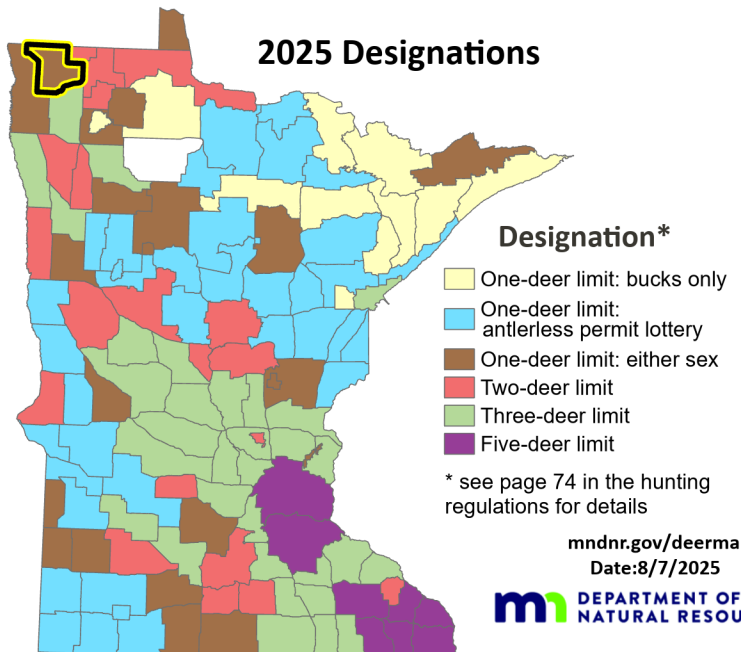 2025 Designations
Designation*
One-deer limit: bucks only
One-deer limit:
antlerless permit lottery
One-deer limit: either sex
Two-deer limit
Three-deer limit
Five-deer limit
* see page 74 in the hunting
regulations for details
mndnr.gov/deerma
Date:8/7/2025
DEPARTMENT OF
NATURAL RESOU